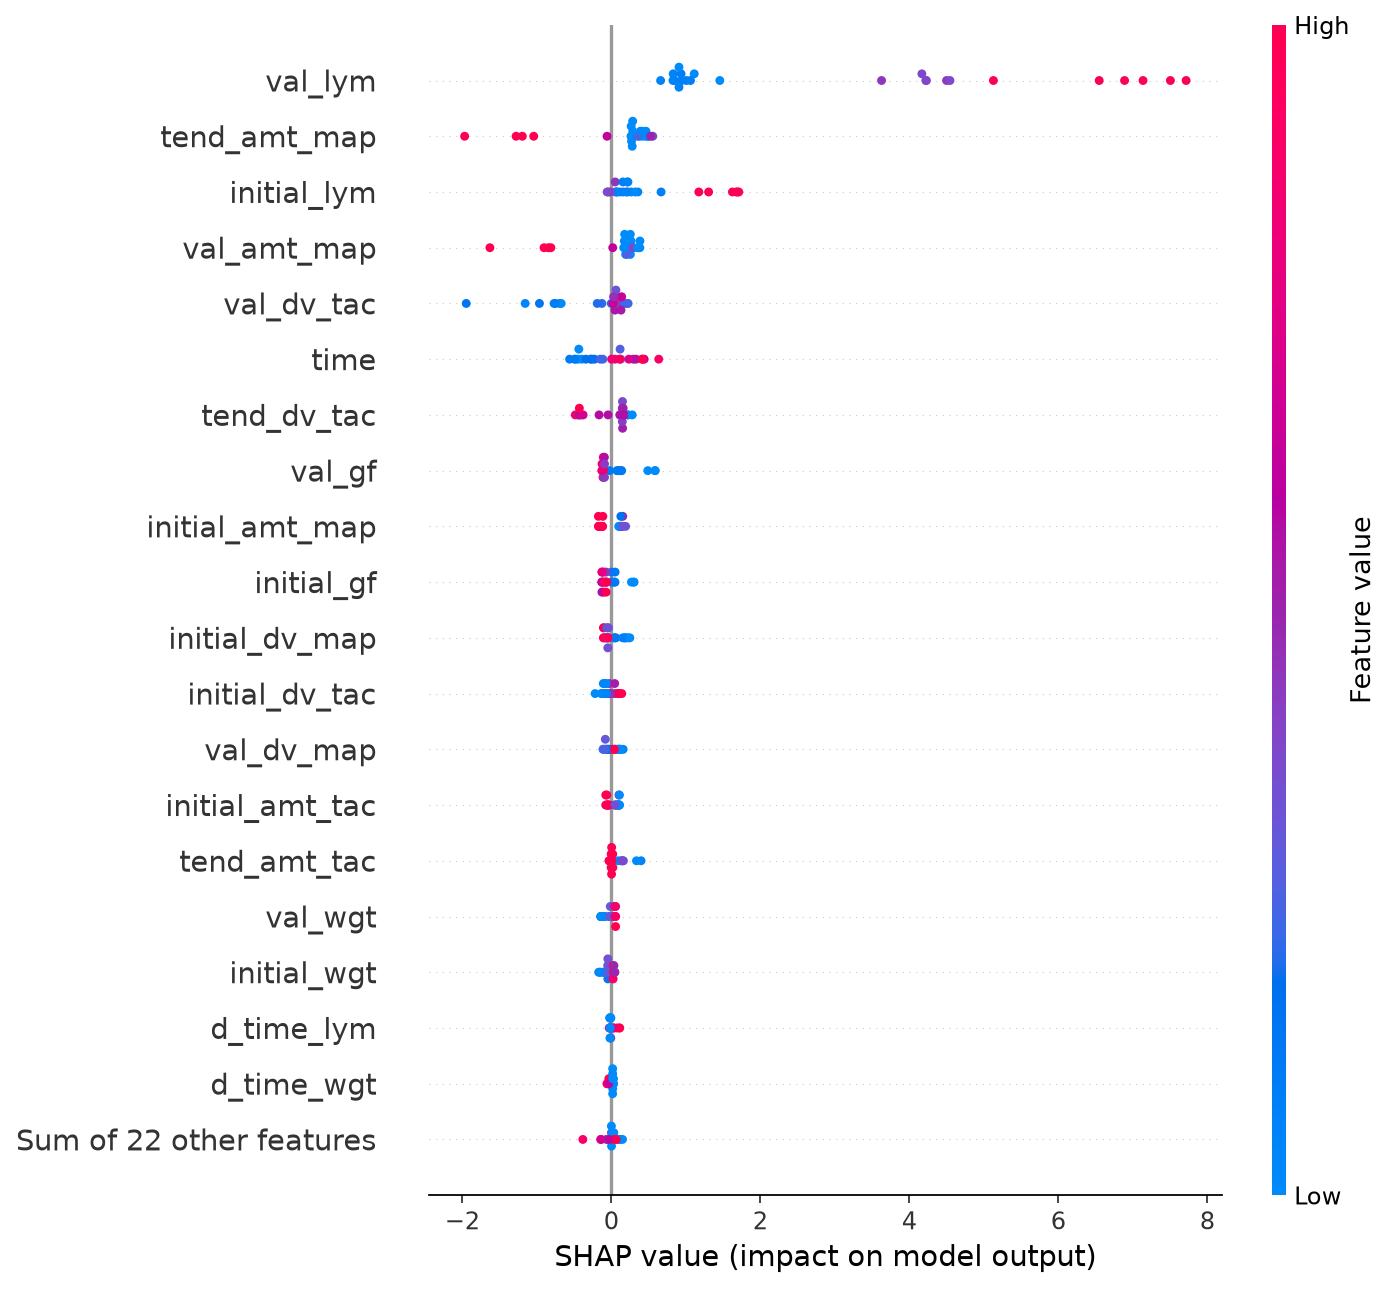 High
val_lym
tend_amt_map
initial_lym
val_amt_map
val_dv_tac
time
tend_dv_tac
val_gf
initial_amt_map
initial_gf
initial_dv_map
initial_dv_tac
val_dv_map
initial_amt_tac
tend_amt_tac
val_wgt
initial_wgt
d_time_lym
d_time_wgt
Sum of 22 other features
Feature value
Low
−2 0 2 4 6 8
SHAP value (impact on model output)